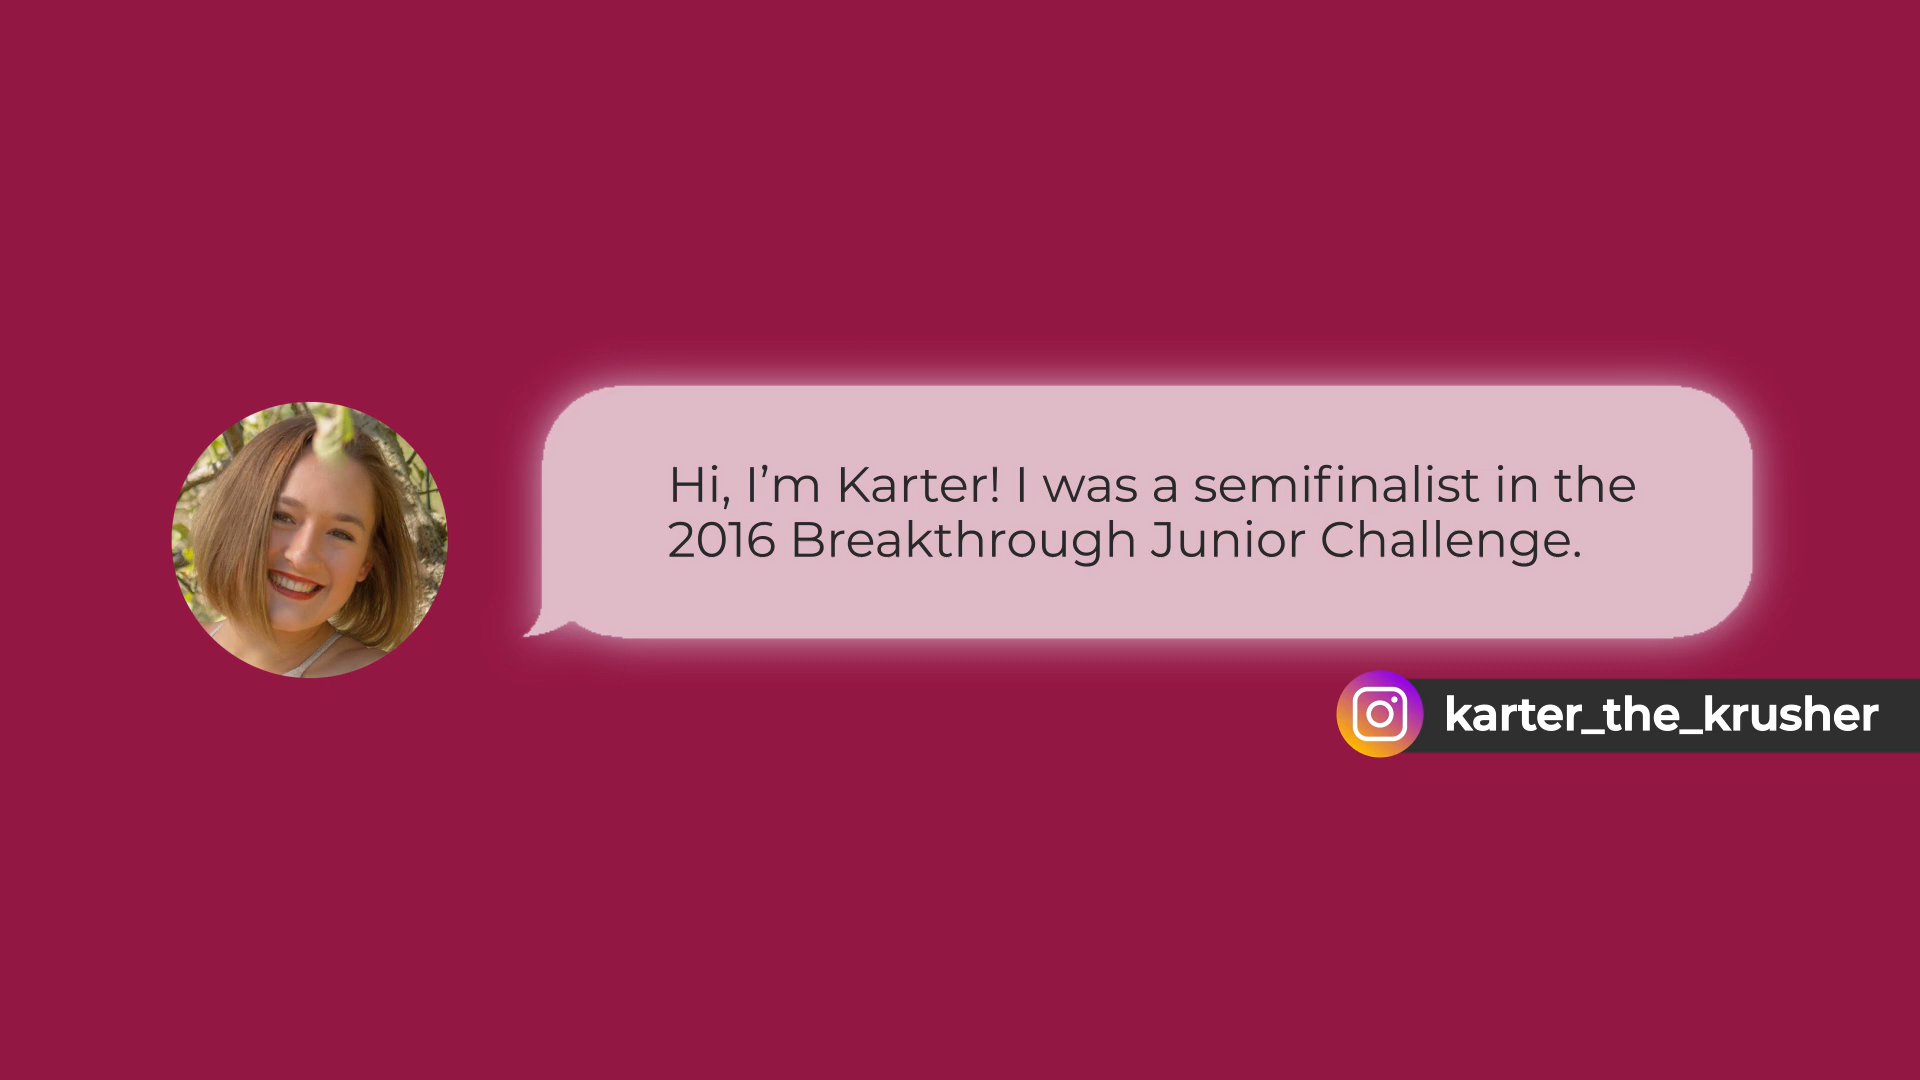 Hi, I’m Karter! I was a semifinalist in the
2016 Breakthrough Junior Challenge.
karter_the_krusher